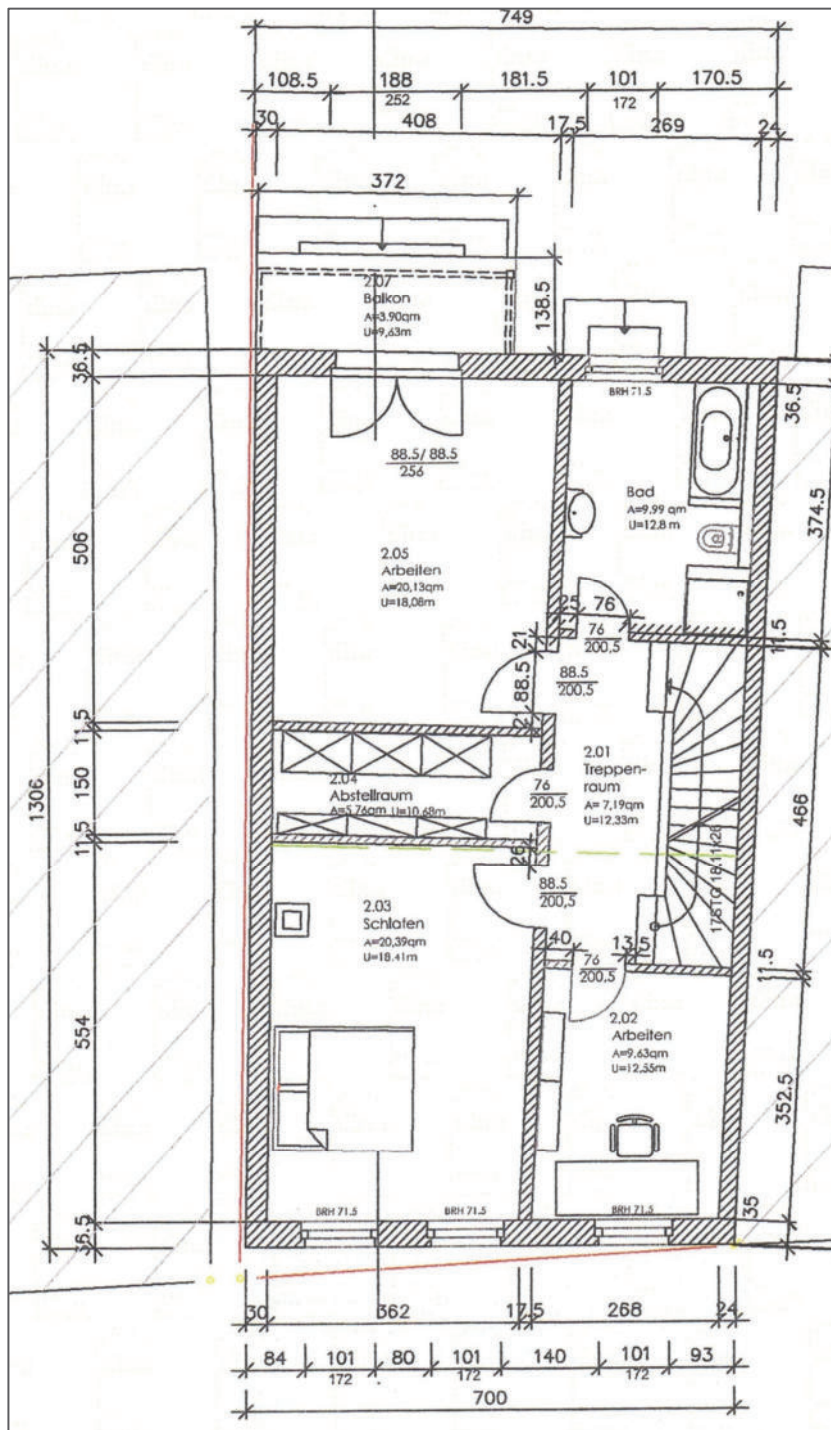 749
108.5 188 181.5 101 170.5
252 172
30 408 17.5 269 24
372
138.5
2.07
Balkon
A=3.90qm
U=9,63m
36.5
BRH 71.5
36.5
88.5/ 88.5
256
Bad
A=9,99 qm
U=12.8 m
374.5
506
2.05
Arbeiten
A=20,13qm
U=18,08m
25 76
76
200,5
21
88.5
21
88.5
200,5
11.5
11.5
150
11.5
1306
2.04
Abstellraum
A=5,76qm U=10,68m
76
200,5
2.01
Treppen-
raum
A= 7,19qm
U=12,33m
466
17 STG 18.11x26
26
88.5
200,5
2.03
Schlafen
A=20,39qm
U=18.41m
40 13.5
76
200,5
11.5
2.02
Arbeiten
A=9,63qm
U=12,55m
554
352.5
BRH 71.5 BRH 71.5 BRH 71.5
35
36.5
30 362 17.5 268 24
84 101 80 101 140 101 93
172 172 172
700